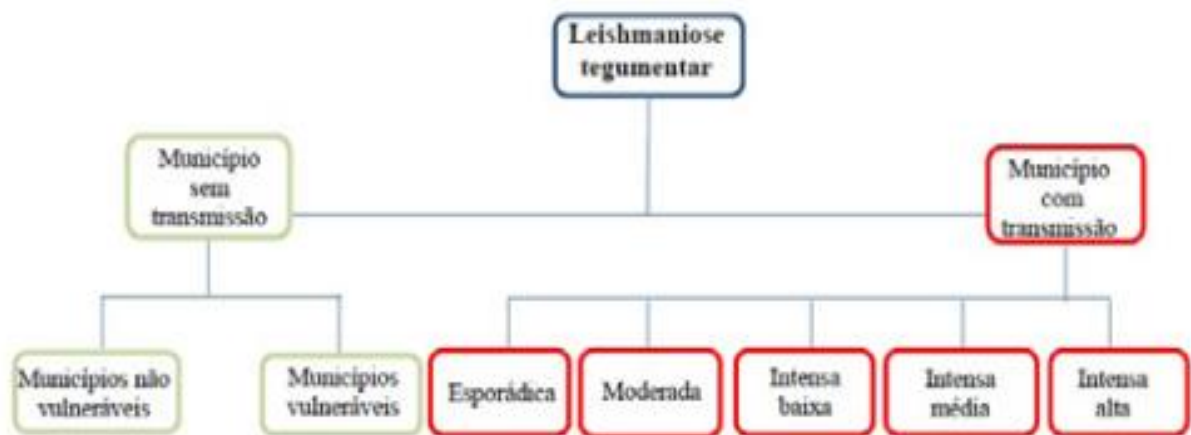 Leishmaniose
tegumentar
Município
sem
transmissão
Município
com
transmissão
Municípios não
vulneráveis
Municípios
vulneráveis
Esporádica
Moderada
Intensa
baixa
Intensa
média
Intensa
alta